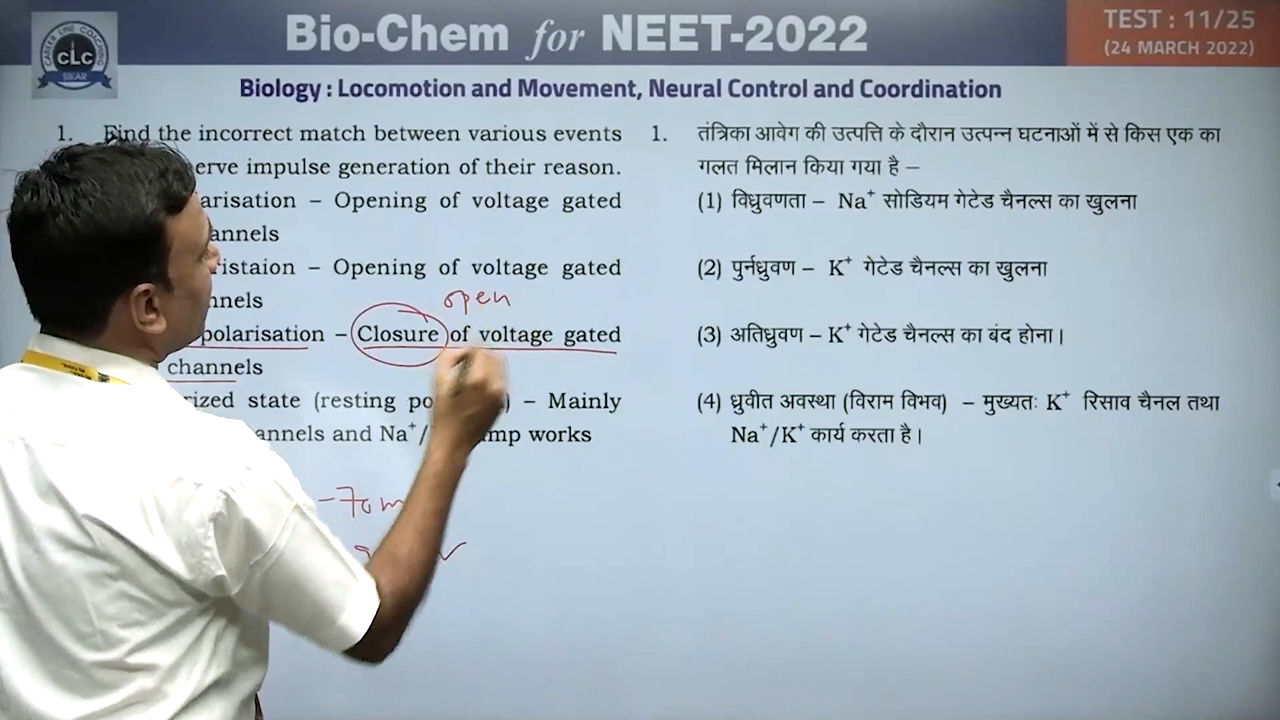 CAREER LINE COACHING
CLC
SIKAR
Bio-Chem for NEET-2022
TEST : 11/25
(24 MARCH 2022)
Biology : Locomotion and Movement, Neural Control and Coordination
1. Find the incorrect match between various events
nerve impulse generation of their reason.
arisation – Opening of voltage gated
annels
ristaion – Opening of voltage gated
nnels
open
polarisation – Closure of voltage gated
channels
rized state (resting po – Mainly
annels and Na⁺/ mp works
-70 m
1. तंत्रिका आवेग की उत्पत्ति के दौरान उत्पन्न घटनाओं में से किस एक का
गलत मिलान किया गया है –
(1) विध्रुवणता – Na⁺ सोडियम गेटेड चैनल्स का खुलना
(2) पुर्नध्रुवण – K⁺ गेटेड चैनल्स का खुलना
(3) अतिध्रुवण – K⁺ गेटेड चैनल्स का बंद होना।
(4) ध्रुवीत अवस्था (विराम विभव) – मुख्यतः K⁺ रिसाव चैनल तथा
Na⁺/K⁺ कार्य करता है।